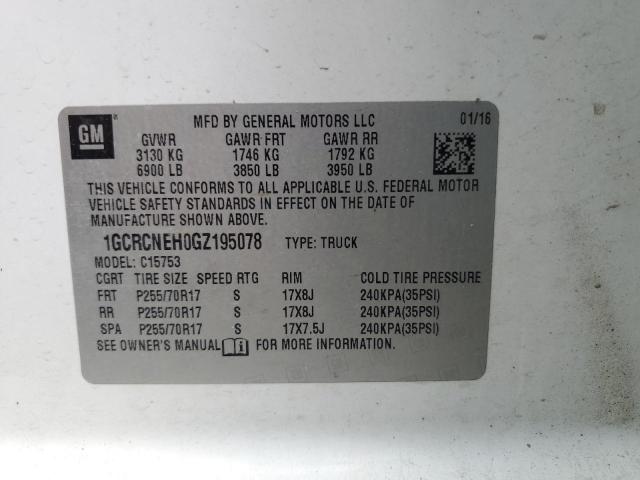 GM
MFD BY GENERAL MOTORS LLC 01/16
GVWR GAWR FRT GAWR RR
3130 KG 1746 KG 1792 KG
6900 LB 3850 LB 3950 LB
THIS VEHICLE CONFORMS TO ALL APPLICABLE U.S. FEDERAL MOTOR
VEHICLE SAFETY STANDARDS IN EFFECT ON THE DATE OF
MANUFACTURE SHOWN ABOVE.
1GCRCNEH0GZ195078 TYPE: TRUCK
MODEL: C15753
CGRT TIRE SIZE SPEED RTG RIM COLD TIRE PRESSURE
FRT P255/70R17 S 17X8J 240KPA(35PSI)
RR P255/70R17 S 17X8J 240KPA(35PSI)
SPA P255/70R17 S 17X7.5J 240KPA(35PSI)
SEE OWNER'S MANUAL FOR MORE INFORMATION.